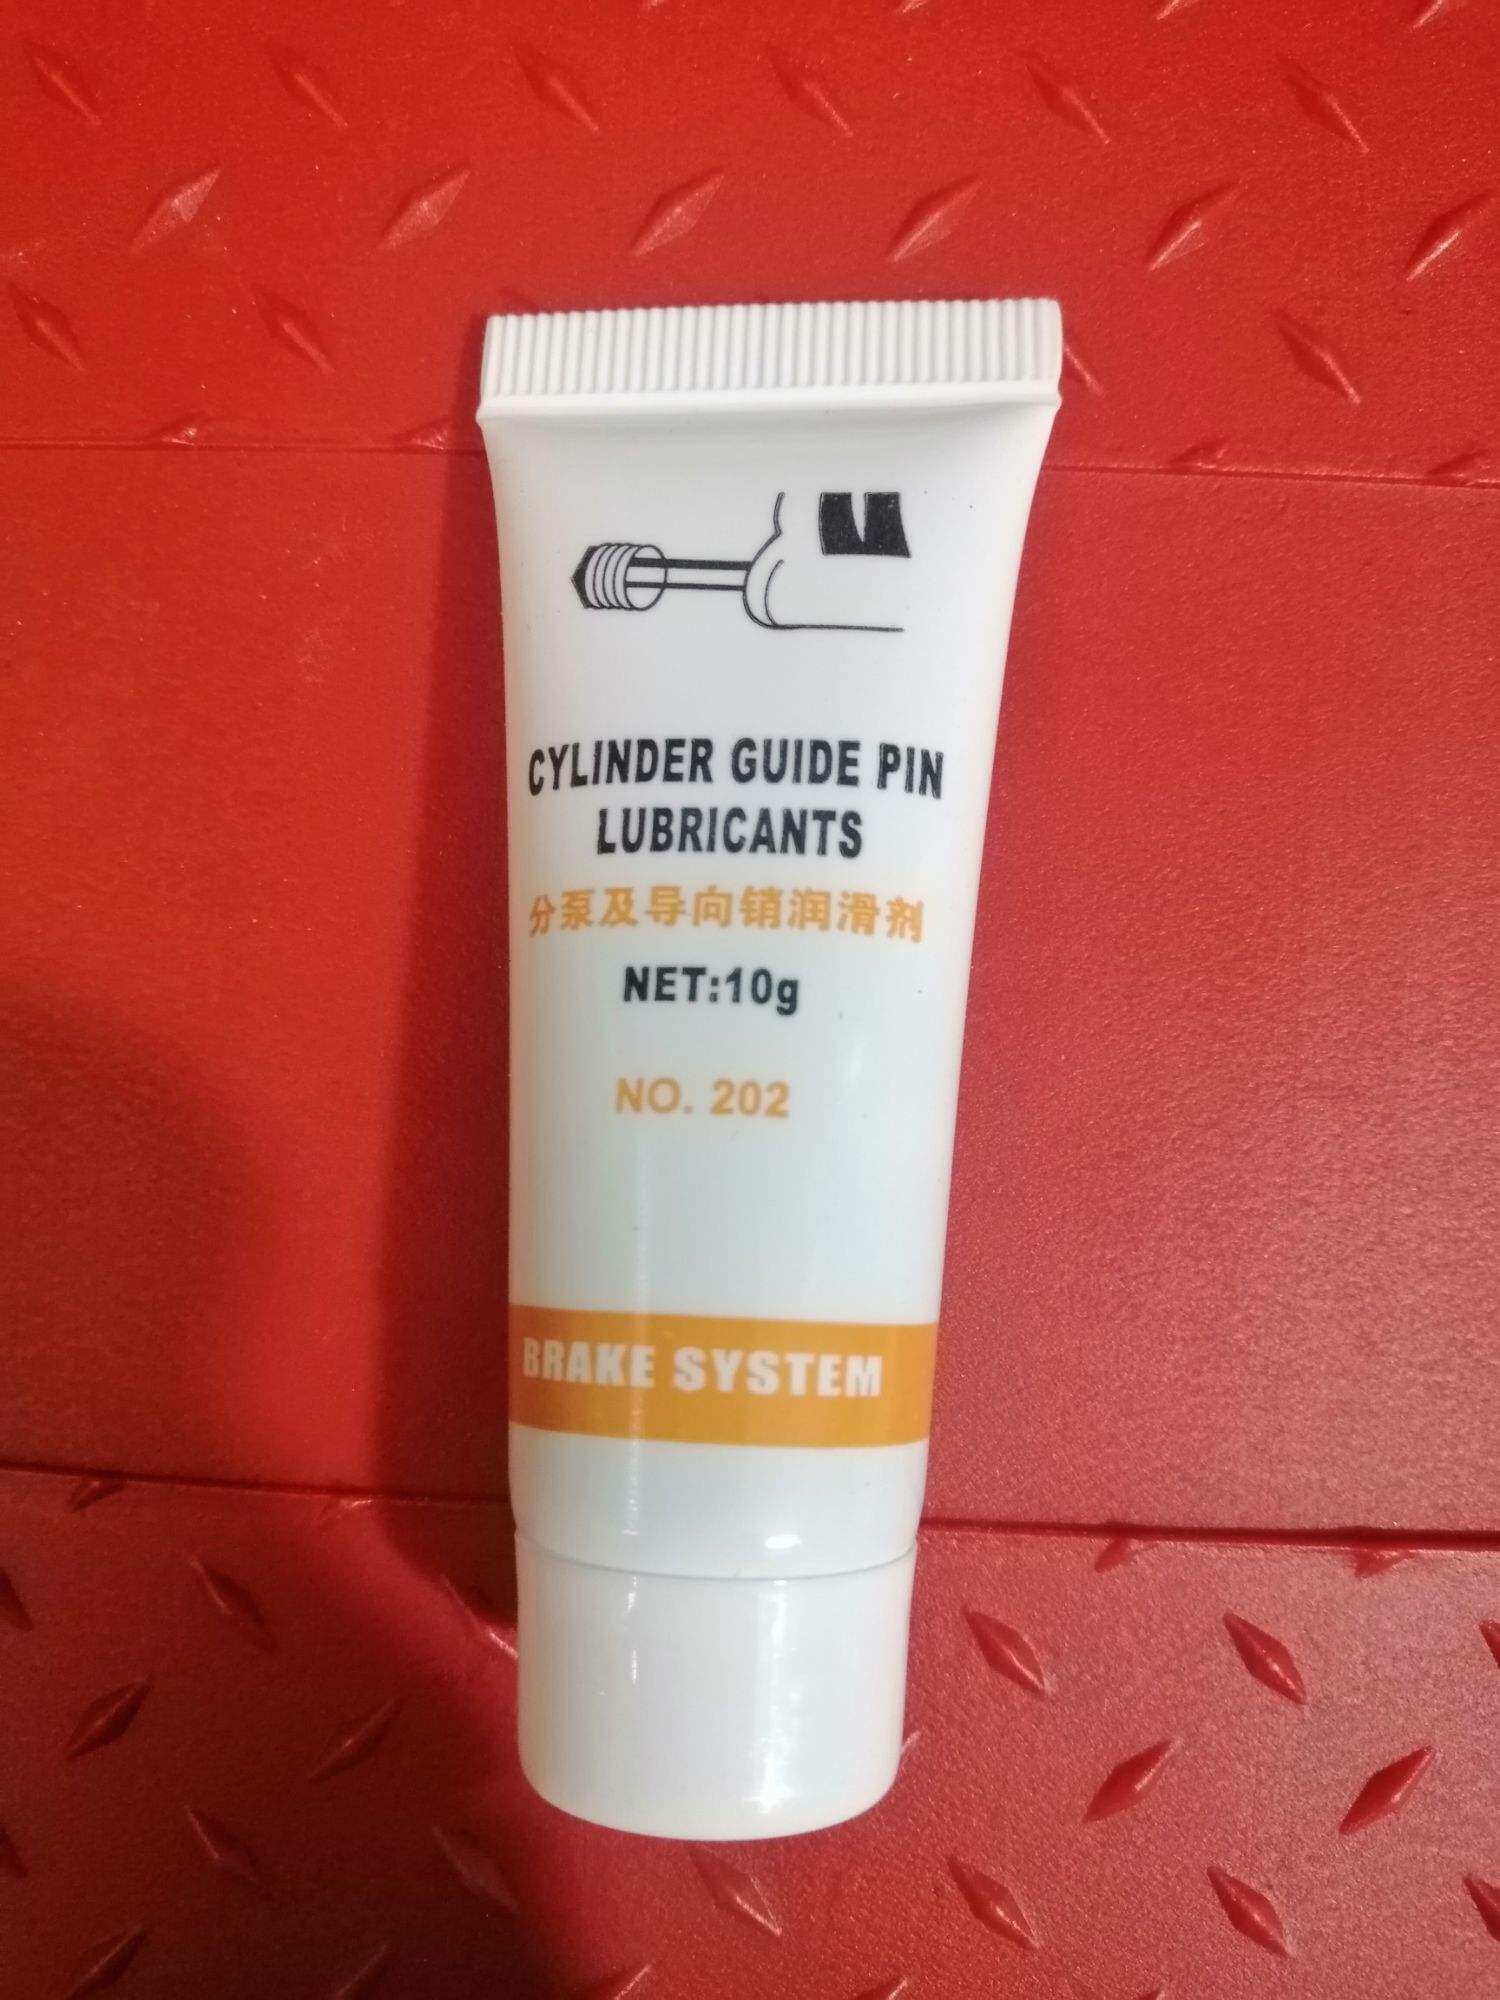 CYLINDER GUIDE PIN
LUBRICANTS
分泵及导向销润滑剂
NET:10g
NO. 202
BRAKE SYSTEM